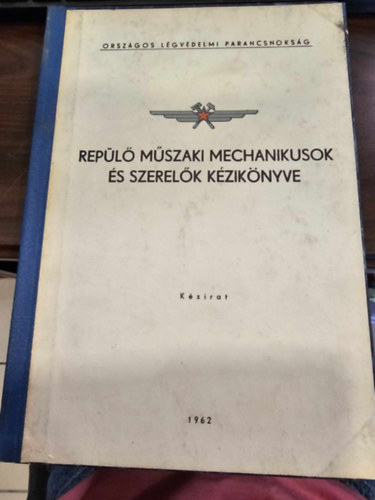 ORSZÁGOS LÉGVÉDELMI PARANCSNOKSÁG
REPÜLŐ MŰSZAKI MECHANIKUSOK
ÉS SZERELŐK KÉZIKÖNYVE
Kézirat
1962